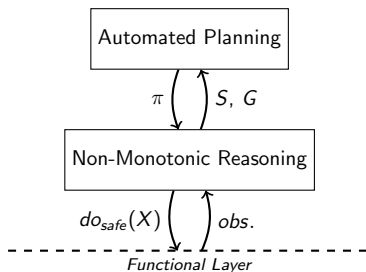 Automated Planning
π
S, G
Non-Monotonic Reasoning
do_safe(X)
obs.
Functional Layer